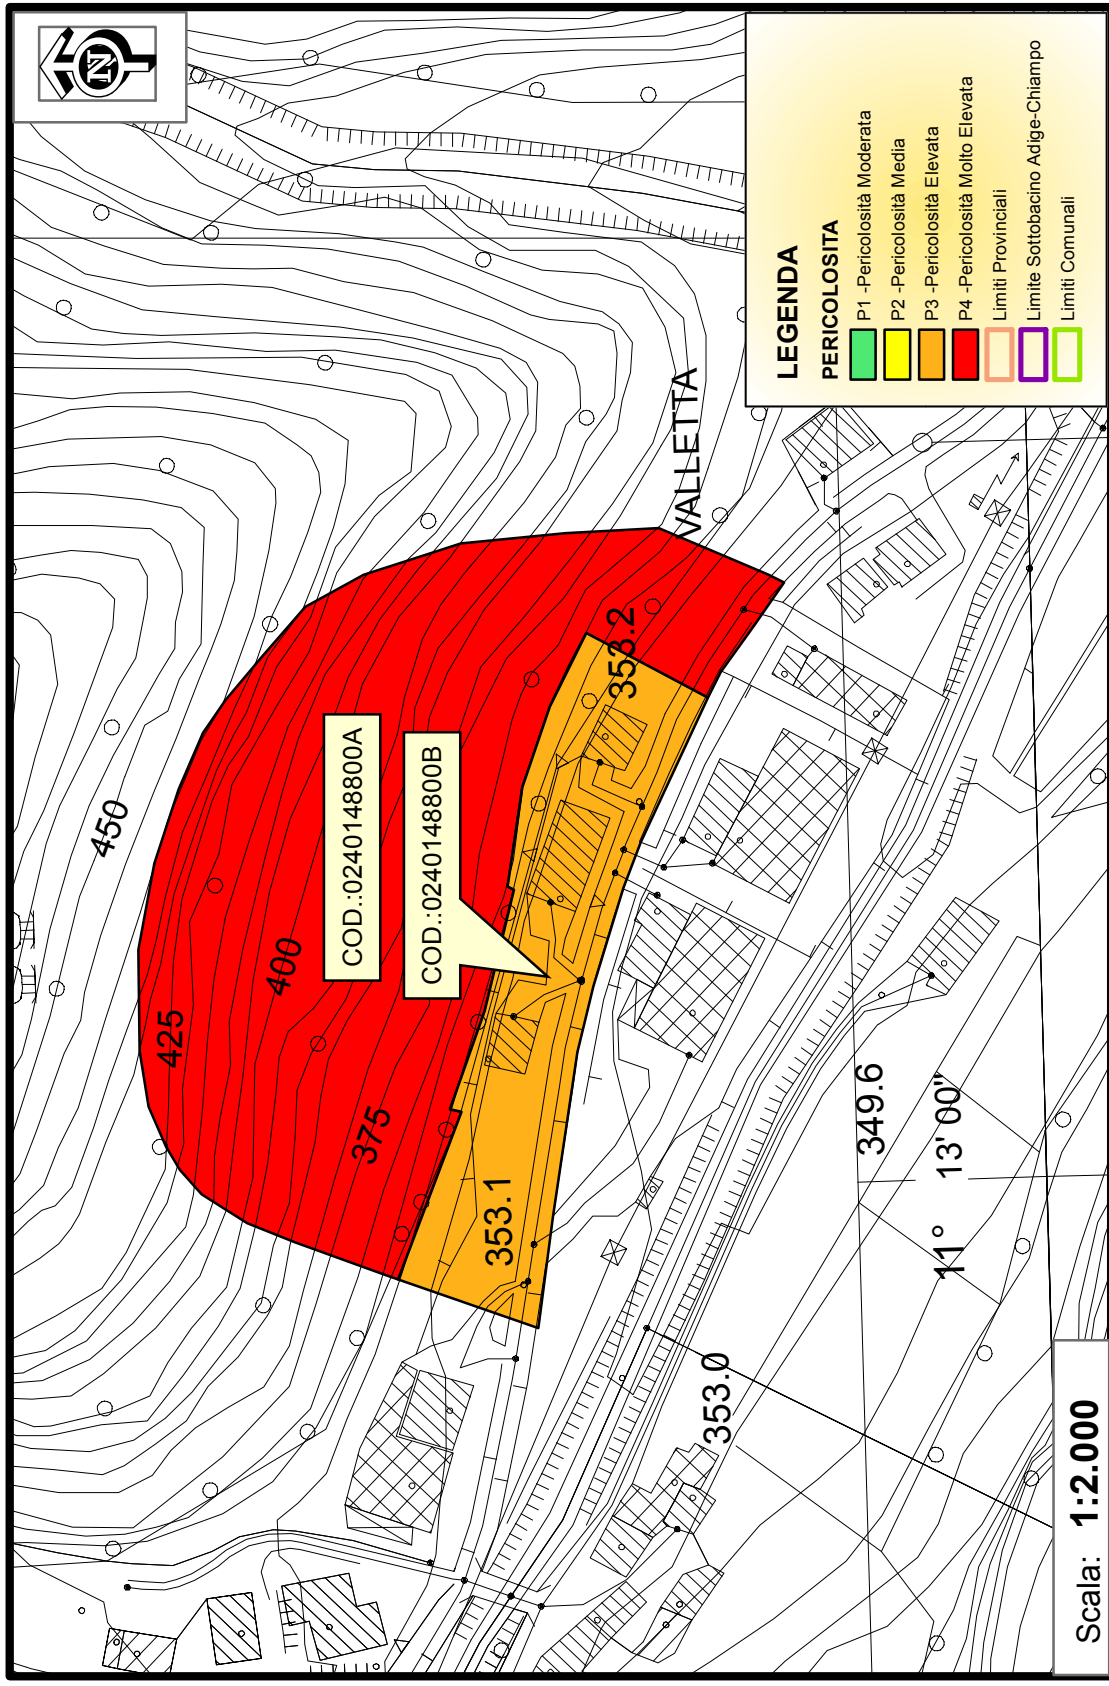 N
450
425
400
375
COD.:0240148800A
COD.:0240148800B
353.1
353.2
VALLETTA
353.0
349.6
11° 13' 00"
LEGENDA
PERICOLOSITA
P1 -Pericolosità Moderata
P2 -Pericolosità Media
P3 -Pericolosità Elevata
P4 -Pericolosità Molto Elevata
Limiti Provinciali
Limite Sottobacino Adige-Chiampo
Limiti Comunali
Scala: 1:2.000